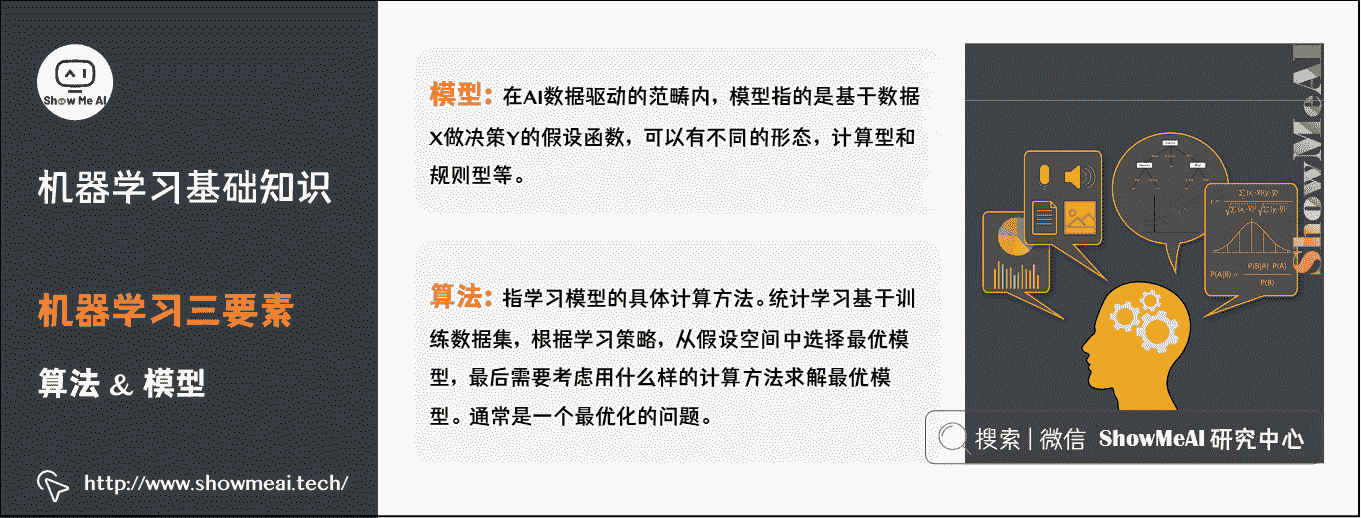 Show Me AI
机器学习基础知识
机器学习三要素
算法 & 模型
http://www.showmeai.tech/
模型: 在AI数据驱动的范畴内，模型指的是基于数据
X做决策Y的假设函数，可以有不同的形态，计算型和
规则型等。
算法: 指学习模型的具体计算方法。统计学习基于训
练数据集，根据学习策略，从假设空间中选择最优模
型，最后需要考虑用什么样的计算方法求解最优模
型。通常是一个最优化的问题。
ShowMeAI
P(A|B) = P(B|A)·P(A)
P(B)
搜索 | 微信 ShowMeAI 研究中心